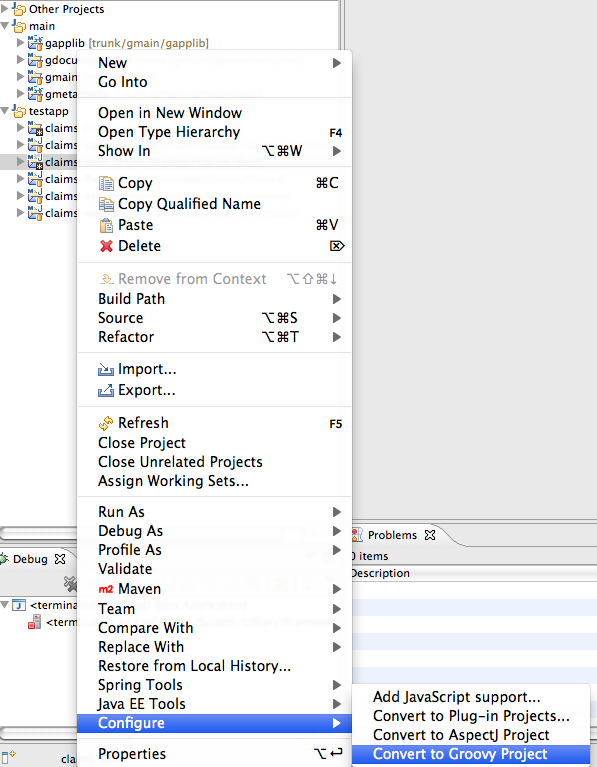 Other Projects
main
gapplib [trunk/gmain/gapplib]
gdocu
gmain
gmeta
testapp
claims
claims
claims
claims
claims
claims
New
Go Into
Open in New Window
Open Type Hierarchy F4
Show In ⌥⌘W
Copy ⌘C
Copy Qualified Name
Paste ⌘V
Delete ⌦
Remove from Context ⌥⇧⌘↓
Build Path
Source ⌥⌘S
Refactor ⌥⌘T
Import...
Export...
Refresh F5
Close Project
Close Unrelated Projects
Assign Working Sets...
Run As
Debug As
Profile As
Validate
m2 Maven
Team
Compare With
Replace With
Restore from Local History...
Spring Tools
Java EE Tools
Configure
Properties ⌥↩
Add JavaScript support...
Convert to Plug-in Projects...
Convert to AspectJ Project
Convert to Groovy Project
Problems
0 items
Description
Debug
<termina
<term
claims